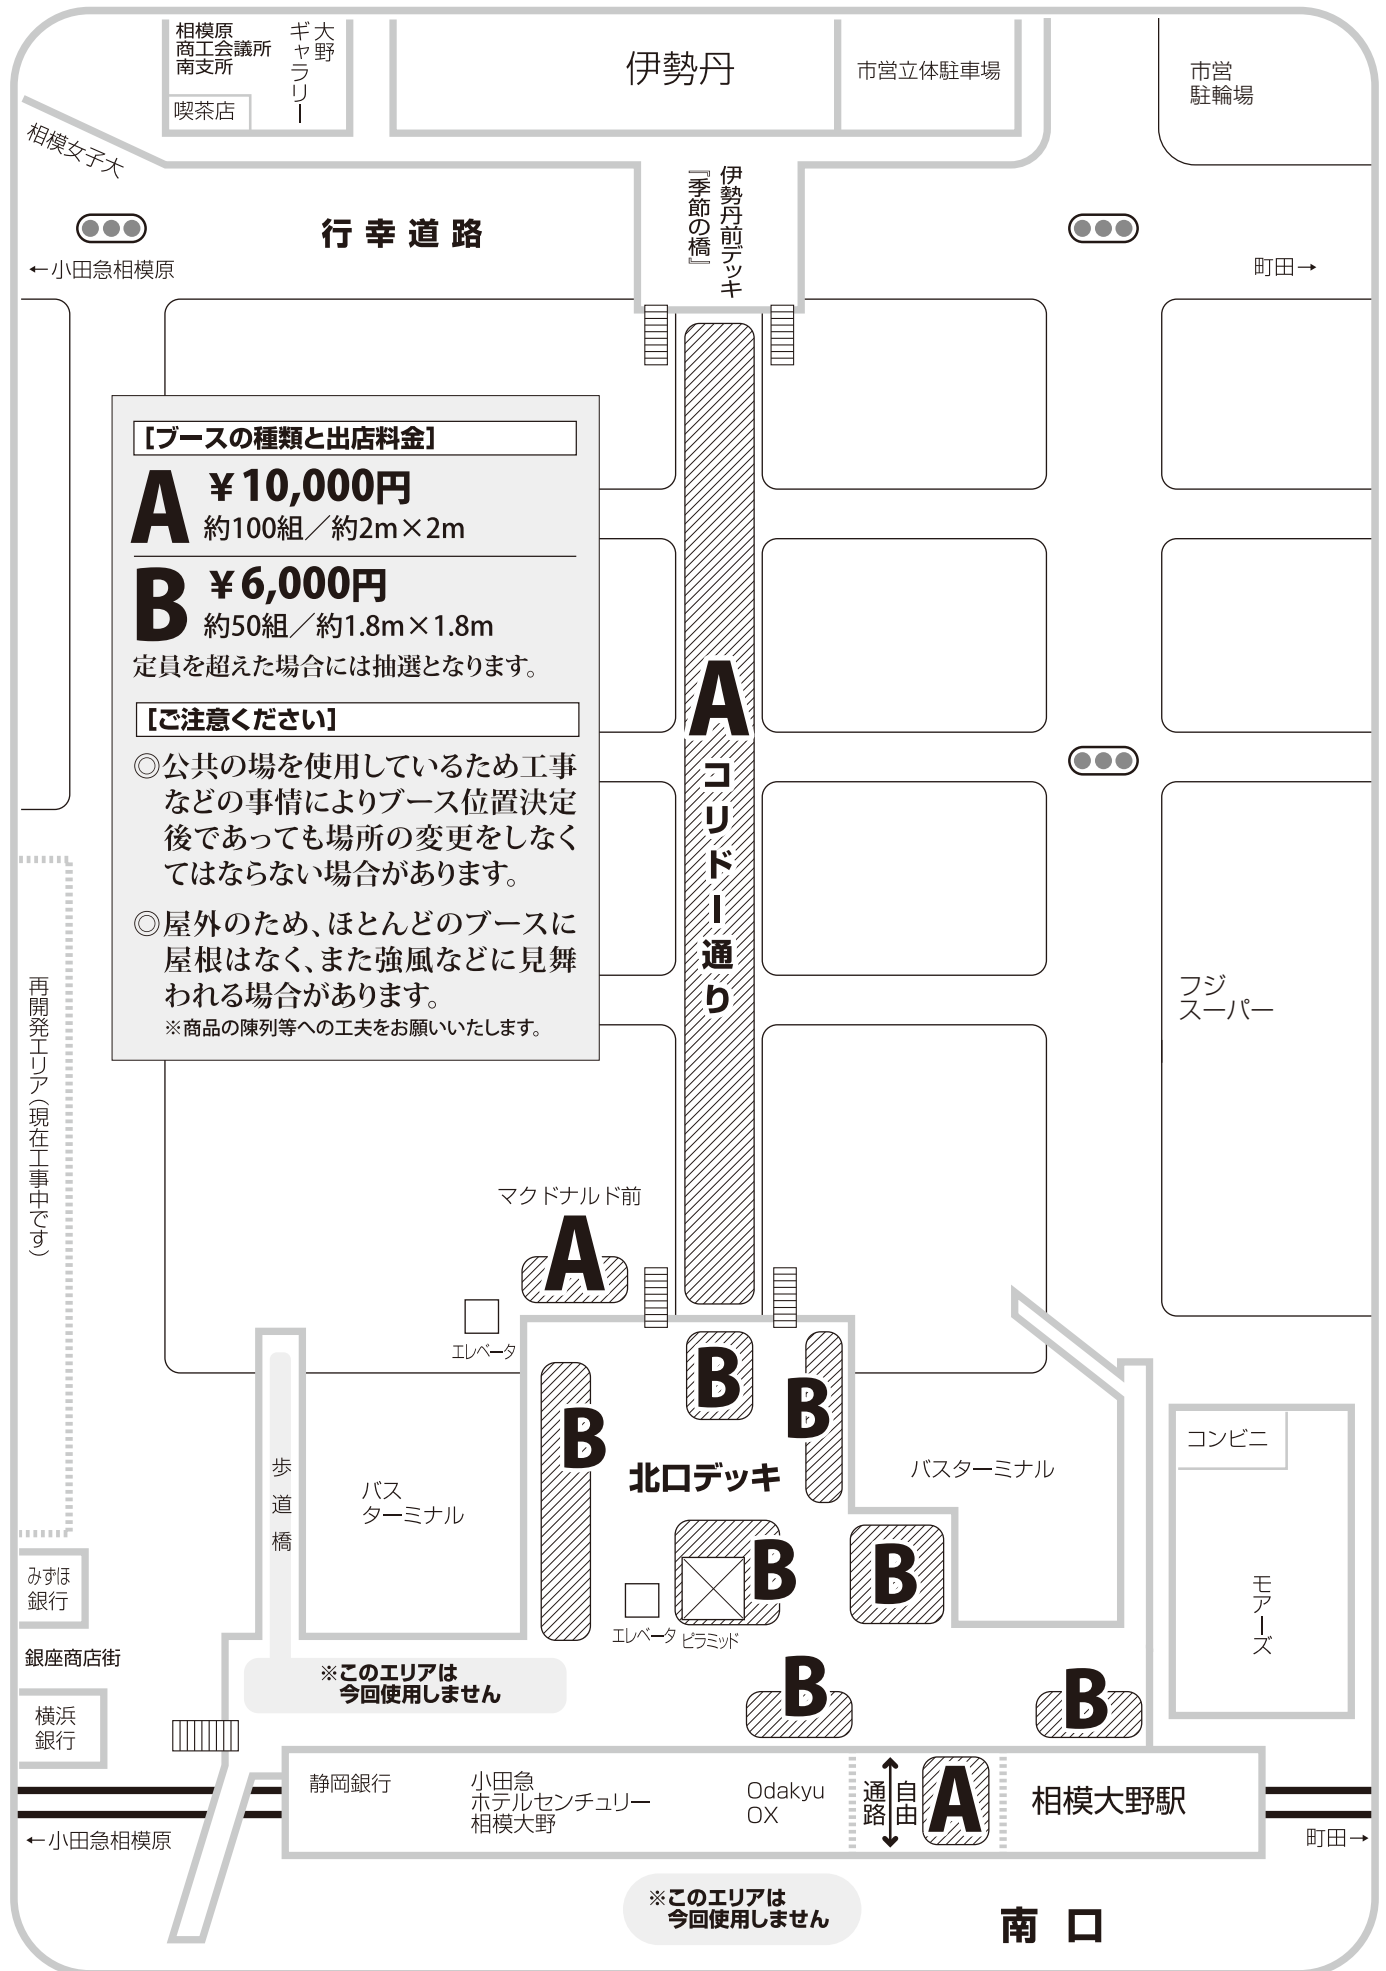 相模原
商工会議所
南支所
大野
ギャラリー
喫茶店
伊勢丹
市営立体駐車場
市営
駐輪場
相模女子大
伊勢丹前デッキ
『季節の橋』
行幸道路
←小田急相模原
町田→
[ブースの種類と出店料金]
A ¥10,000円
約100組／約2m×2m
B ¥6,000円
約50組／約1.8m×1.8m
定員を超えた場合には抽選となります。
[ご注意ください]
◎公共の場を使用しているため工事
などの事情によりブース位置決定
後であっても場所の変更をしなく
てはならない場合があります。
◎屋外のため、ほとんどのブースに
屋根はなく、また強風などに見舞
われる場合があります。
※商品の陳列等への工夫をお願いいたします。
A
コリドー通り
フジ
スーパー
再開発エリア（現在工事中です）
マクドナルド前
A
エレベータ
B
B
B
北口デッキ
歩道橋
バス
ターミナル
バスターミナル
コンビニ
モアーズ
B
B
エレベータ
ピラミッド
みずほ
銀行
銀座商店街
横浜
銀行
※このエリアは
今回使用しません
B
B
静岡銀行
小田急
ホテルセンチュリー
相模大野
Odakyu
OX
自由
通路
A
相模大野駅
←小田急相模原
町田→
※このエリアは
今回使用しません
南口